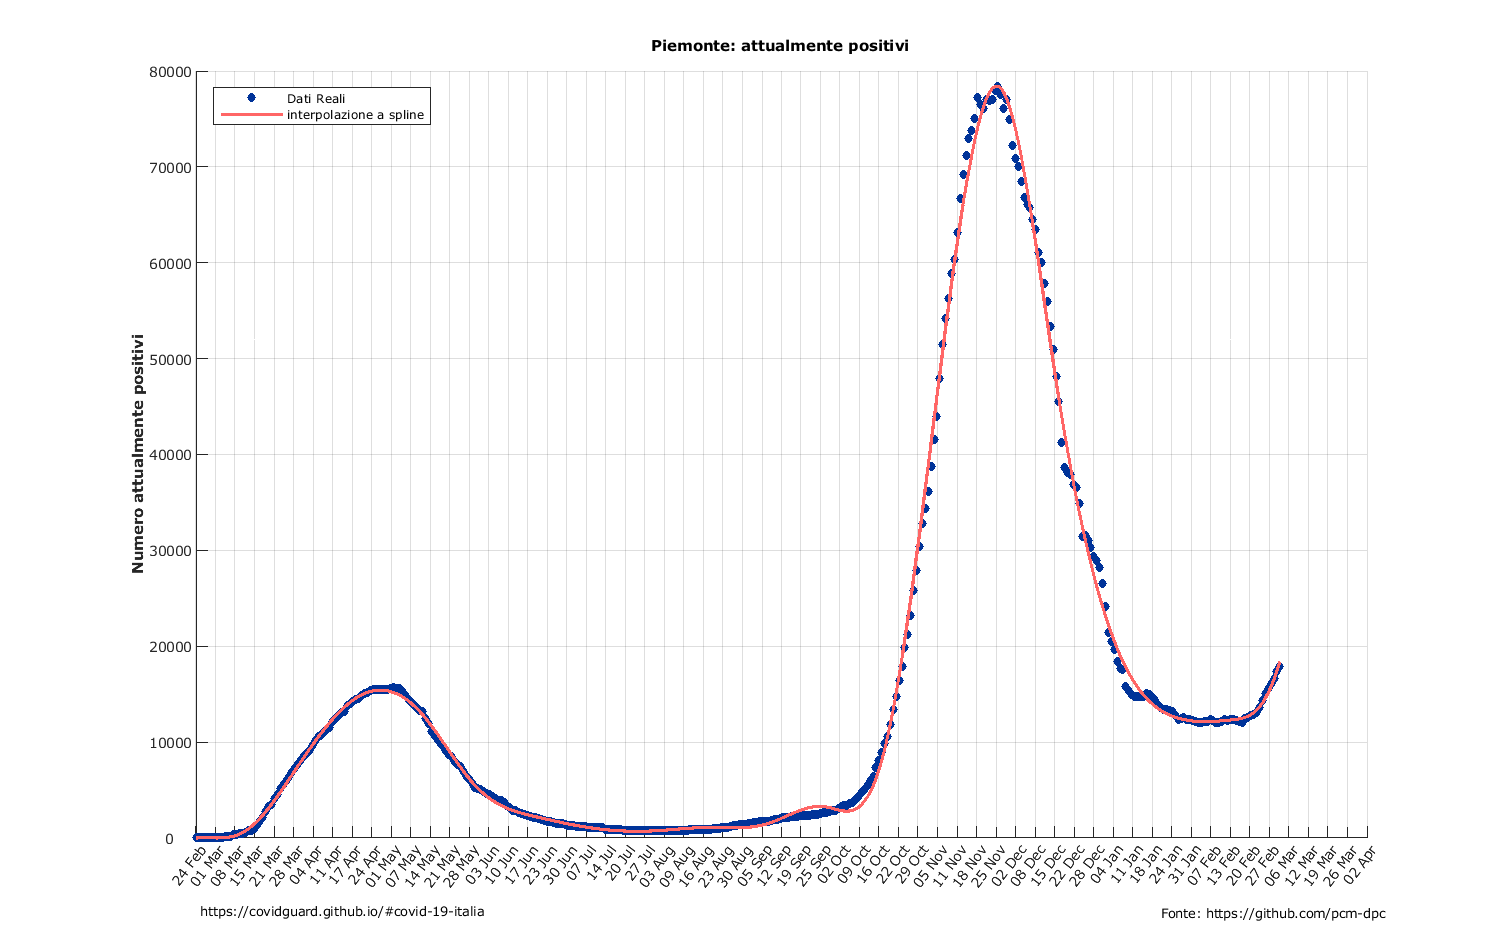 Piemonte: attualmente positivi
Dati Reali
interpolazione a spline
Numero attualmente positivi
80000
70000
60000
50000
40000
30000
20000
10000
0
24 Feb
01 Mar
08 Mar
15 Mar
21 Mar
28 Mar
04 Apr
11 Apr
17 Apr
24 Apr
01 May
07 May
14 May
21 May
28 May
03 Jun
10 Jun
17 Jun
23 Jun
30 Jun
07 Jul
14 Jul
20 Jul
27 Jul
03 Aug
09 Aug
16 Aug
23 Aug
30 Aug
05 Sep
12 Sep
19 Sep
25 Sep
02 Oct
09 Oct
16 Oct
22 Oct
29 Oct
05 Nov
11 Nov
18 Nov
25 Nov
02 Dec
08 Dec
15 Dec
22 Dec
28 Dec
04 Jan
11 Jan
18 Jan
24 Jan
31 Jan
07 Feb
13 Feb
20 Feb
27 Feb
06 Mar
12 Mar
19 Mar
26 Mar
02 Apr
https://covidguard.github.io/#covid-19-italia
Fonte: https://github.com/pcm-dpc